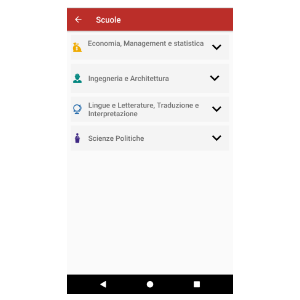 Scuole
Economia, Management e statistica
Ingegneria e Architettura
Lingue e Letterature, Traduzione e
Interpretazione
Scienze Politiche